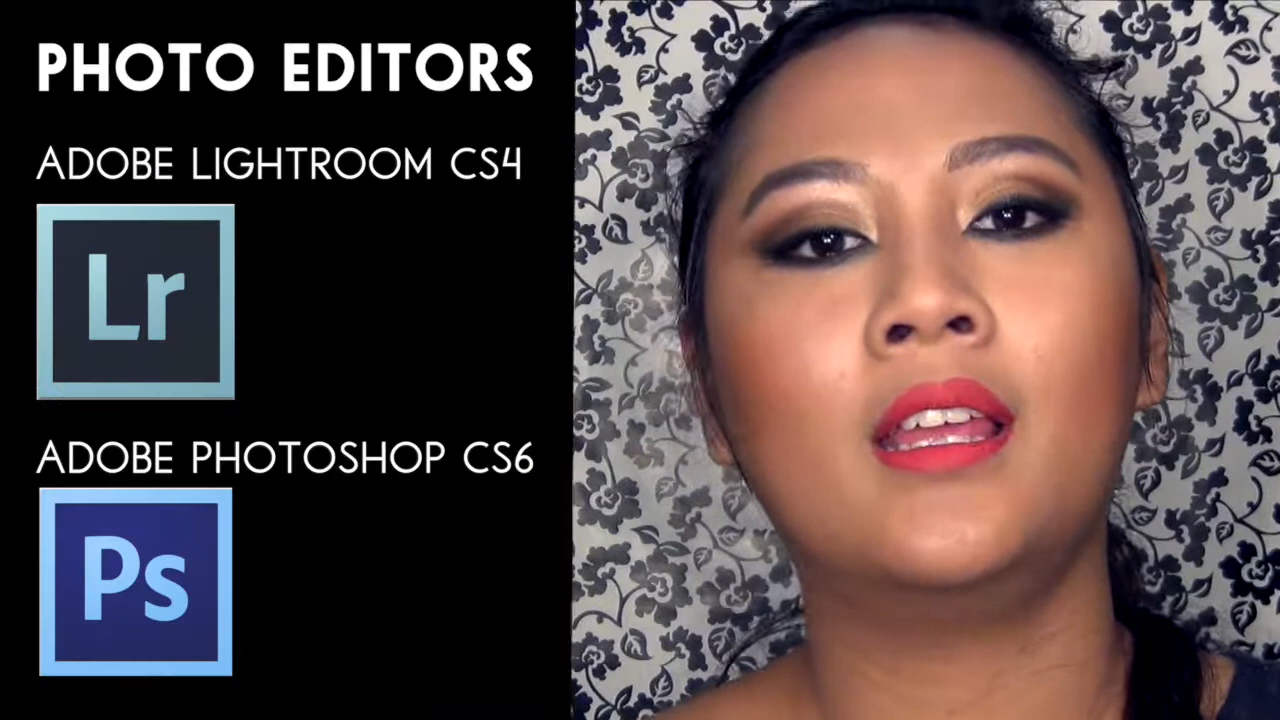 PHOTO EDITORS
ADOBE LIGHTROOM CS4
Lr
ADOBE PHOTOSHOP CS6
Ps